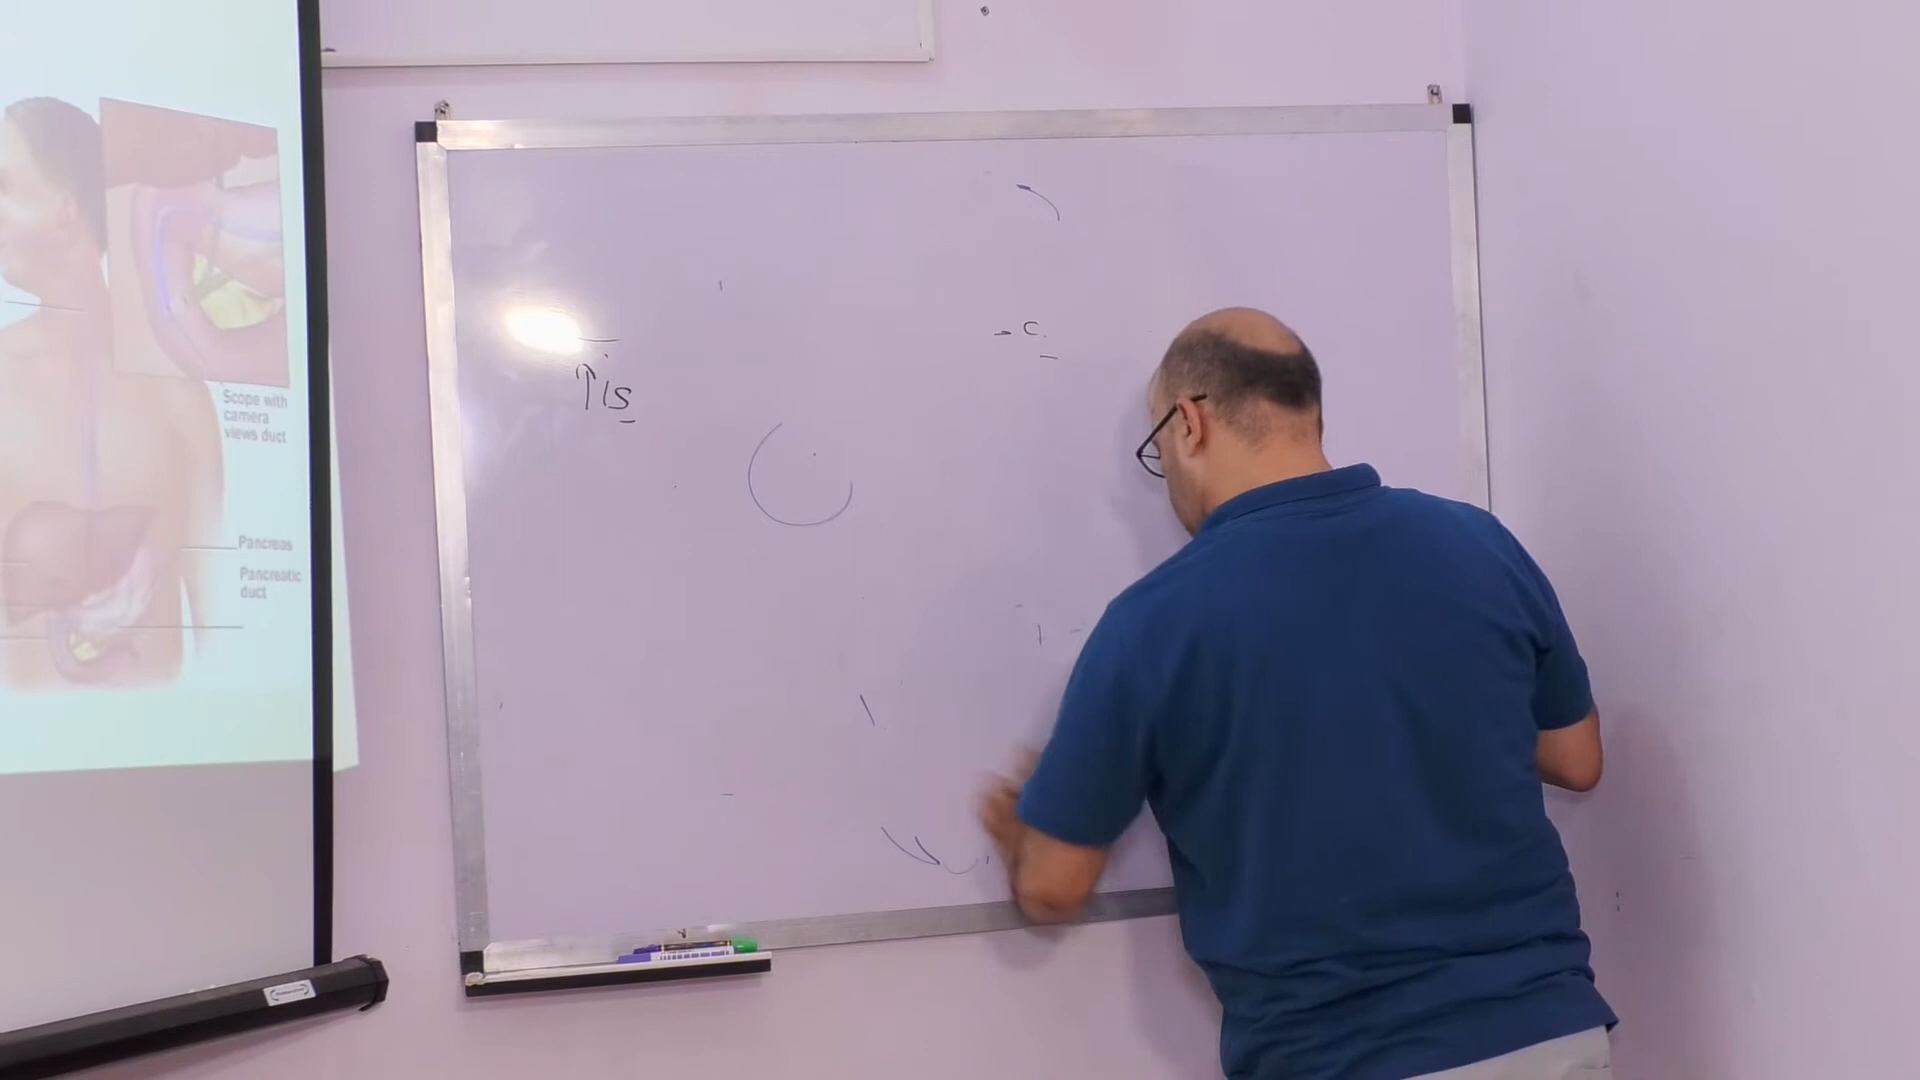 Scope with
camera
views duct
Pancreas
Pancreatic
duct
→ C.
↑is